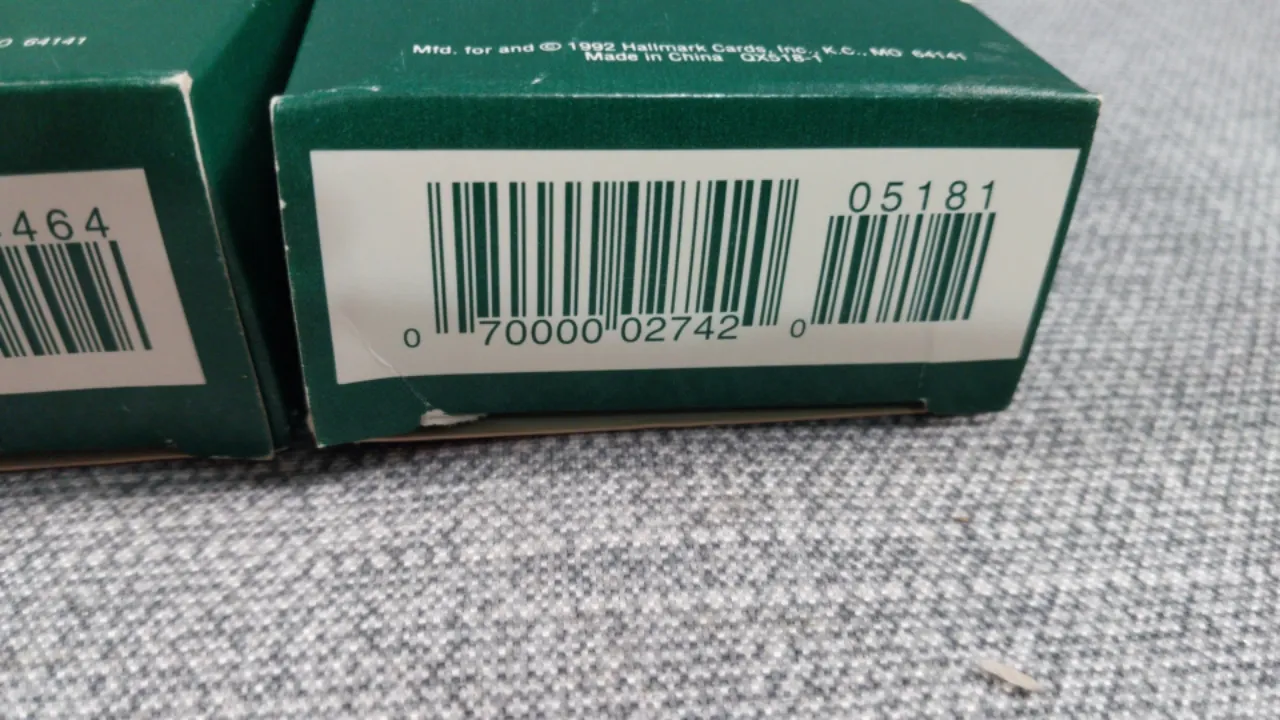 O 64141
Mfd. for and © 1992 Hallmark Cards, Inc., K.C., MO 64141
Made in China QX518-1
464
05181
0 70000 02742 0